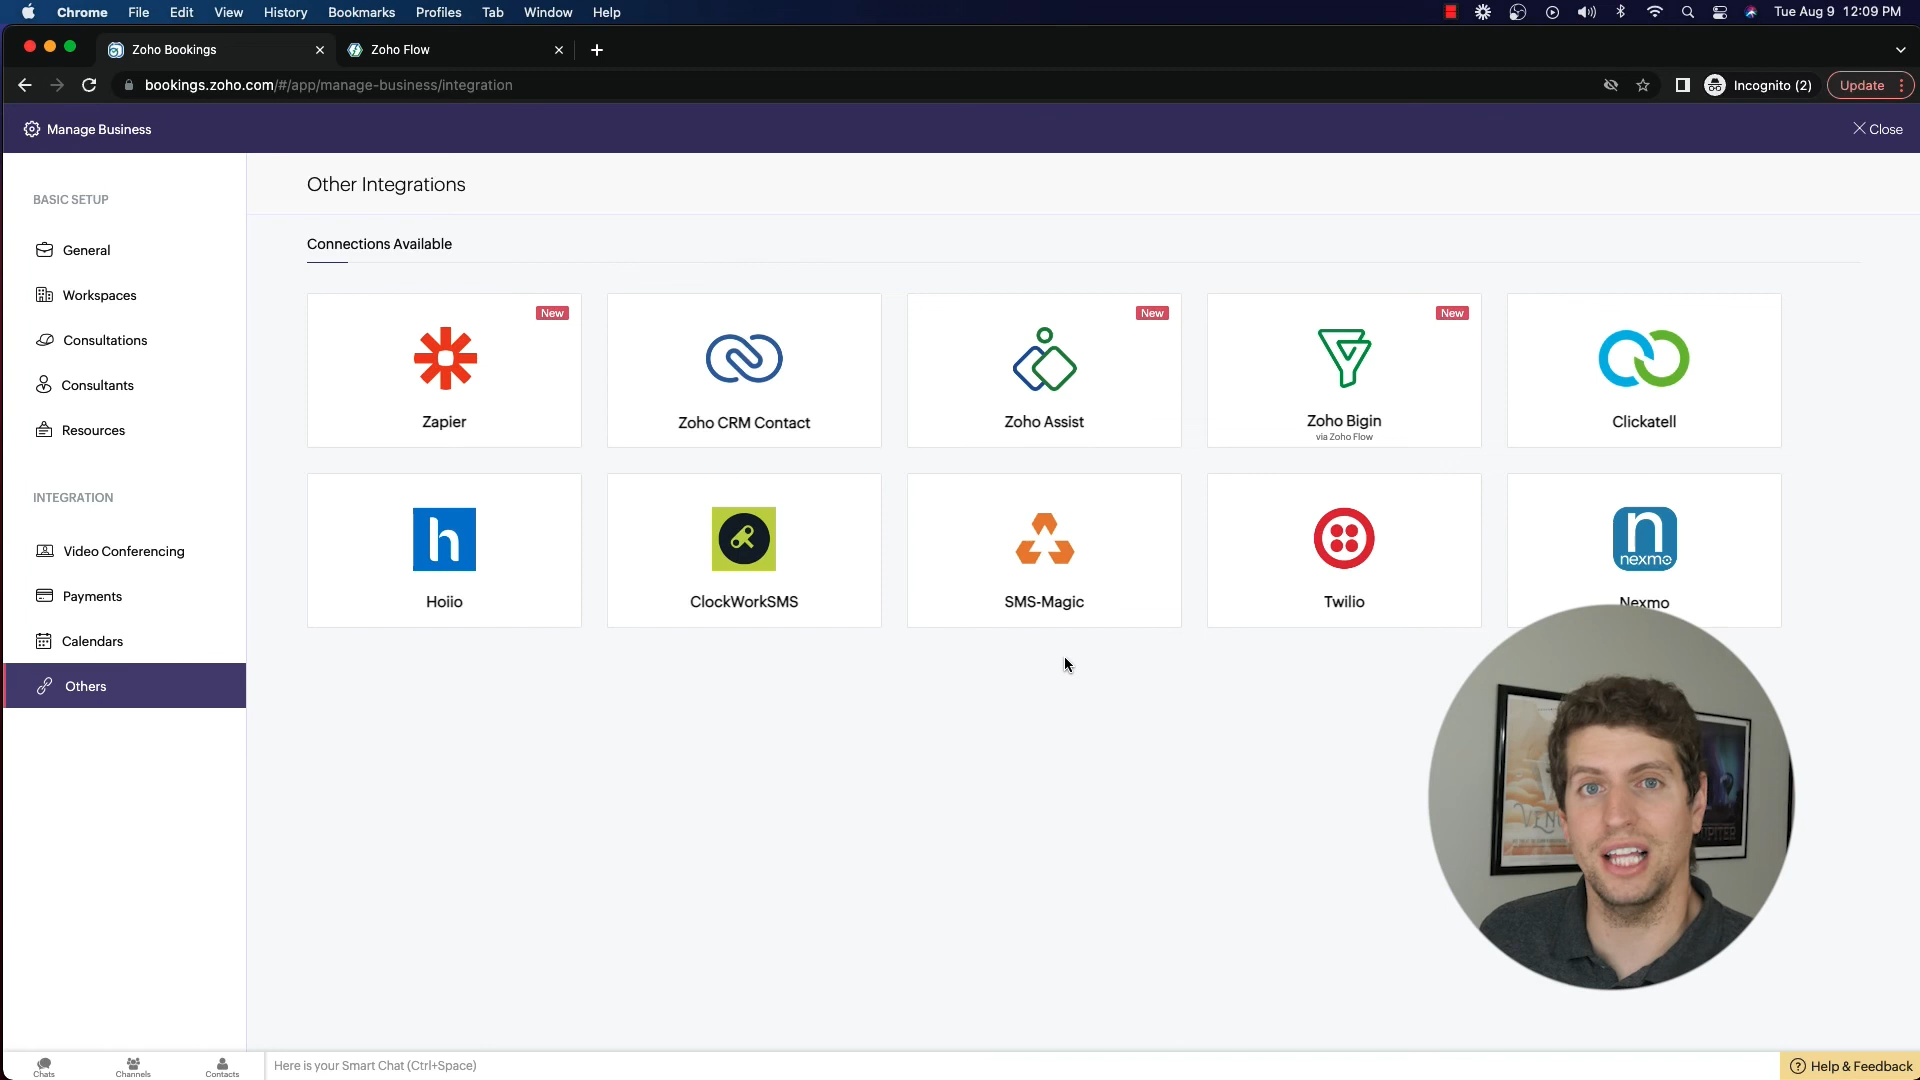 Chrome File Edit View History Bookmarks Profiles Tab Window Help Tue Aug 9 12:09 PM
Zoho Bookings Zoho Flow
bookings.zoho.com/#/app/manage-business/integration Incognito (2) Update
Manage Business Close
BASIC SETUP
General
Workspaces
Consultations
Consultants
Resources
INTEGRATION
Video Conferencing
Payments
Calendars
Others
Other Integrations
Connections Available
New
Zapier
Zoho CRM Contact
New
Zoho Assist
New
Zoho Bigin
via Zoho Flow
Clickatell
h
Hoiio
ClockWorkSMS
SMS-Magic
Twilio
n
nexmo
Nexmo
VEN
Chats Channels Contacts Here is your Smart Chat (Ctrl+Space) Help & Feedback